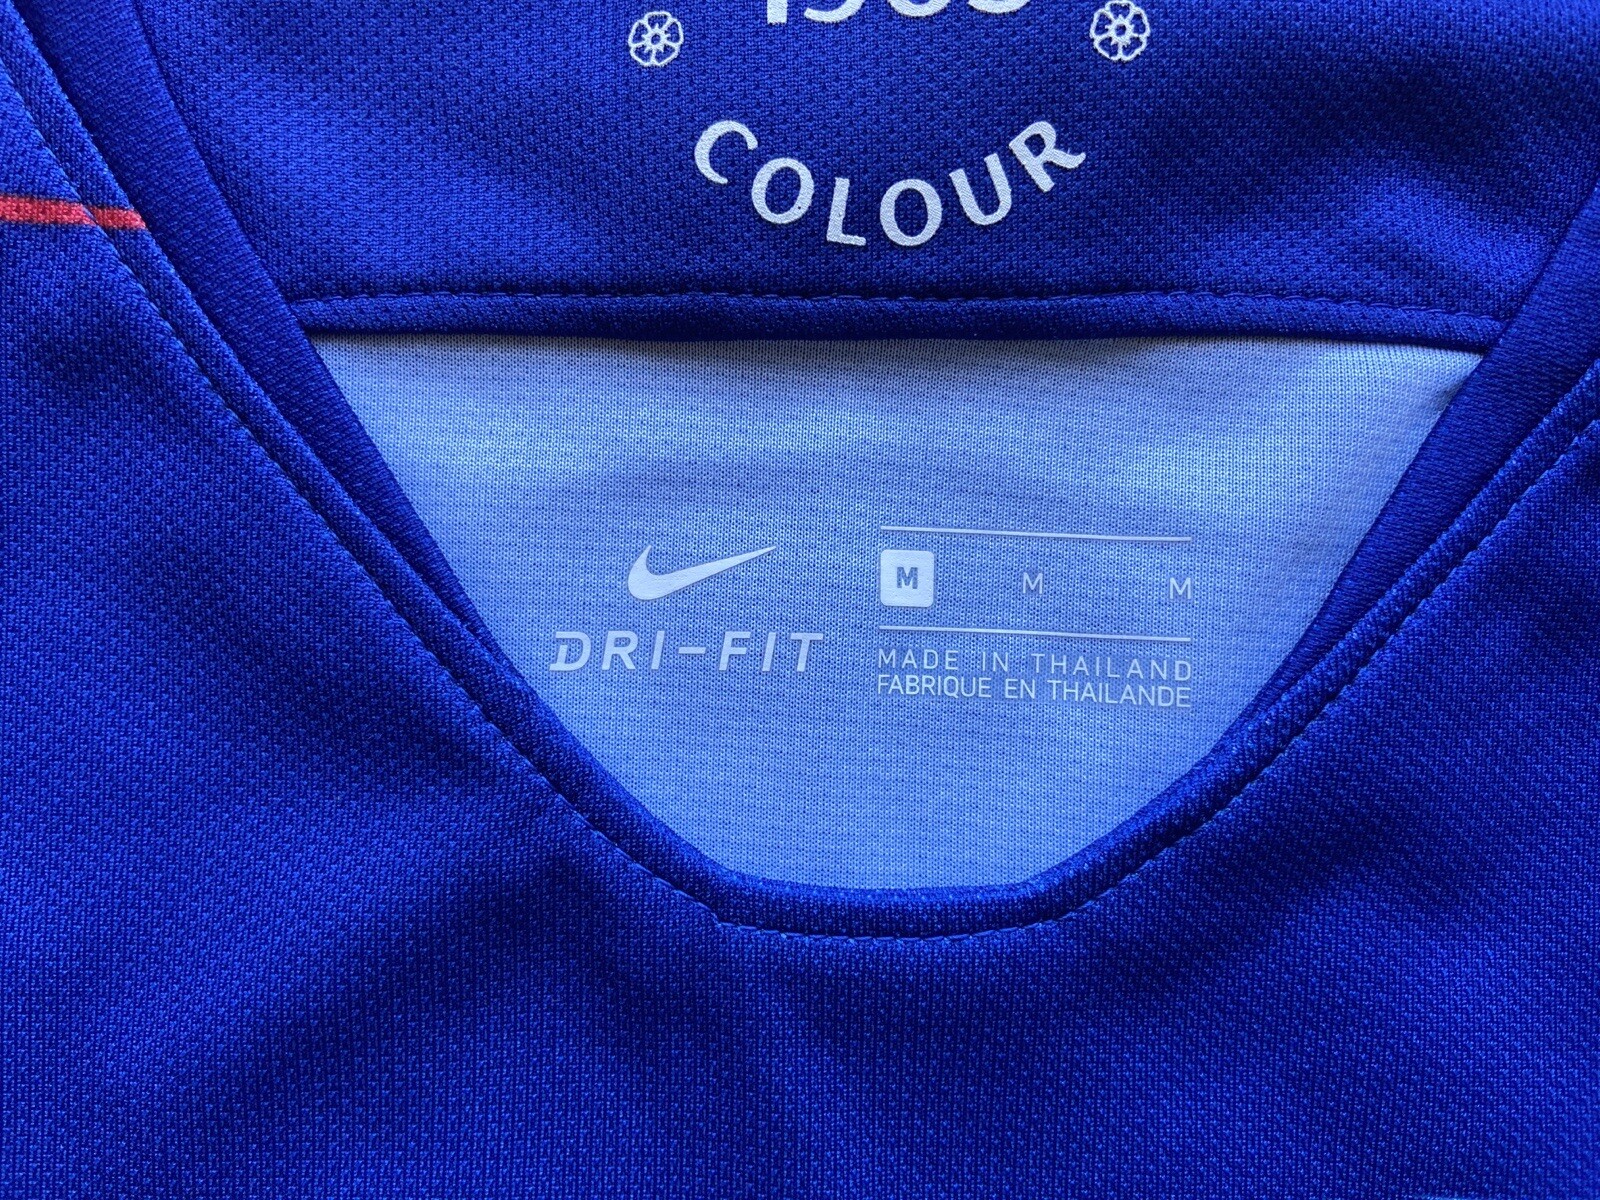 COLOUR
M M M
DRI-FIT
MADE IN THAILAND
FABRIQUE EN THAILANDE